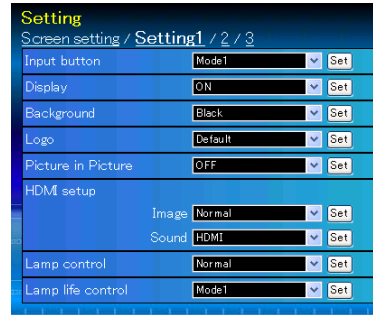 Setting
Screen setting / Setting1 / 2 / 3
Input button Mode1 Set
Display ON Set
Background Black Set
Logo Default Set
Picture in Picture OFF Set
HDMI setup
Image Normal Set
Sound HDMI Set
Lamp control Normal Set
Lamp life control Mode1 Set